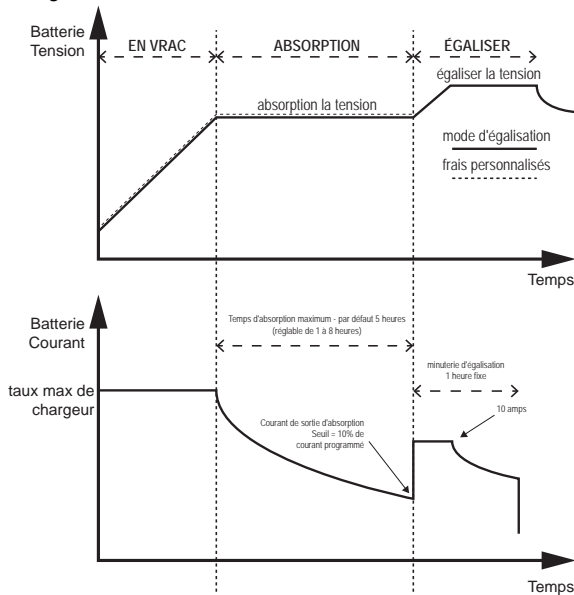 Batterie
Tension
EN VRAC
ABSORPTION
ÉGALISER
égaliser la tension
absorption la tension
mode d'égalisation
frais personnalisés
Temps
Batterie
Courant
Temps d'absorption maximum - par défaut 5 heures
(réglable de 1 à 8 heures)
minuterie d'égalisation
1 heure fixe
taux max de
chargeur
10 amps
Courant de sortie d'absorption
Seuil = 10% de
courant programmé
Temps